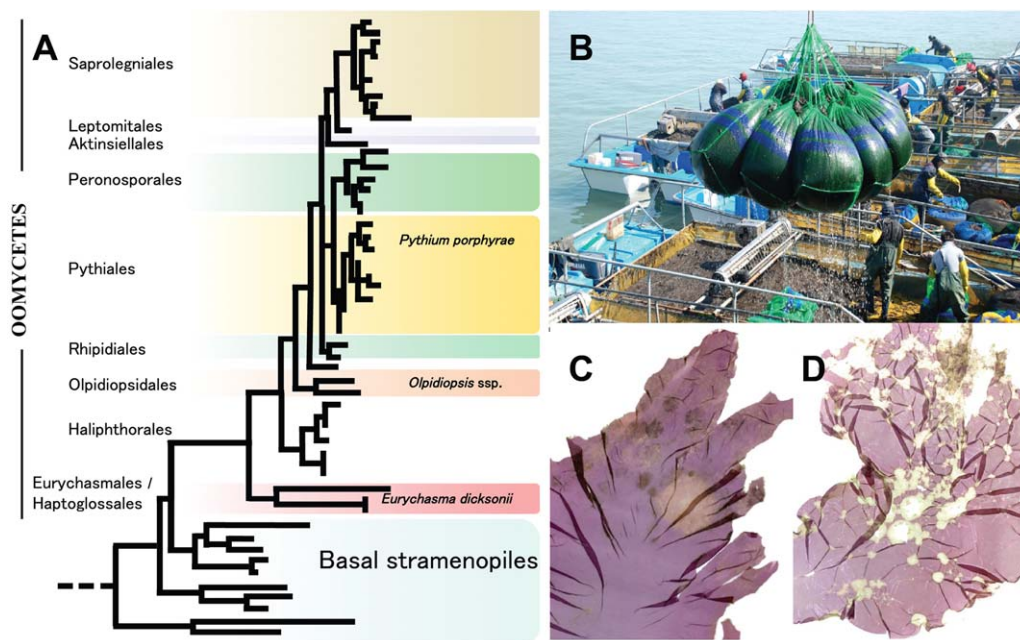 A
OOMYCETES
Saprolegniales
Leptomitales
Aktinsiellales
Peronosporales
Pythium porphyrae
Pythiales
Rhipidiales
Olpidiopsidales
Olpidiopsis ssp.
Haliphthorales
Eurychasmales /
Haptoglossales
Eurychasma dicksonii
Basal stramenopiles
B
C
D